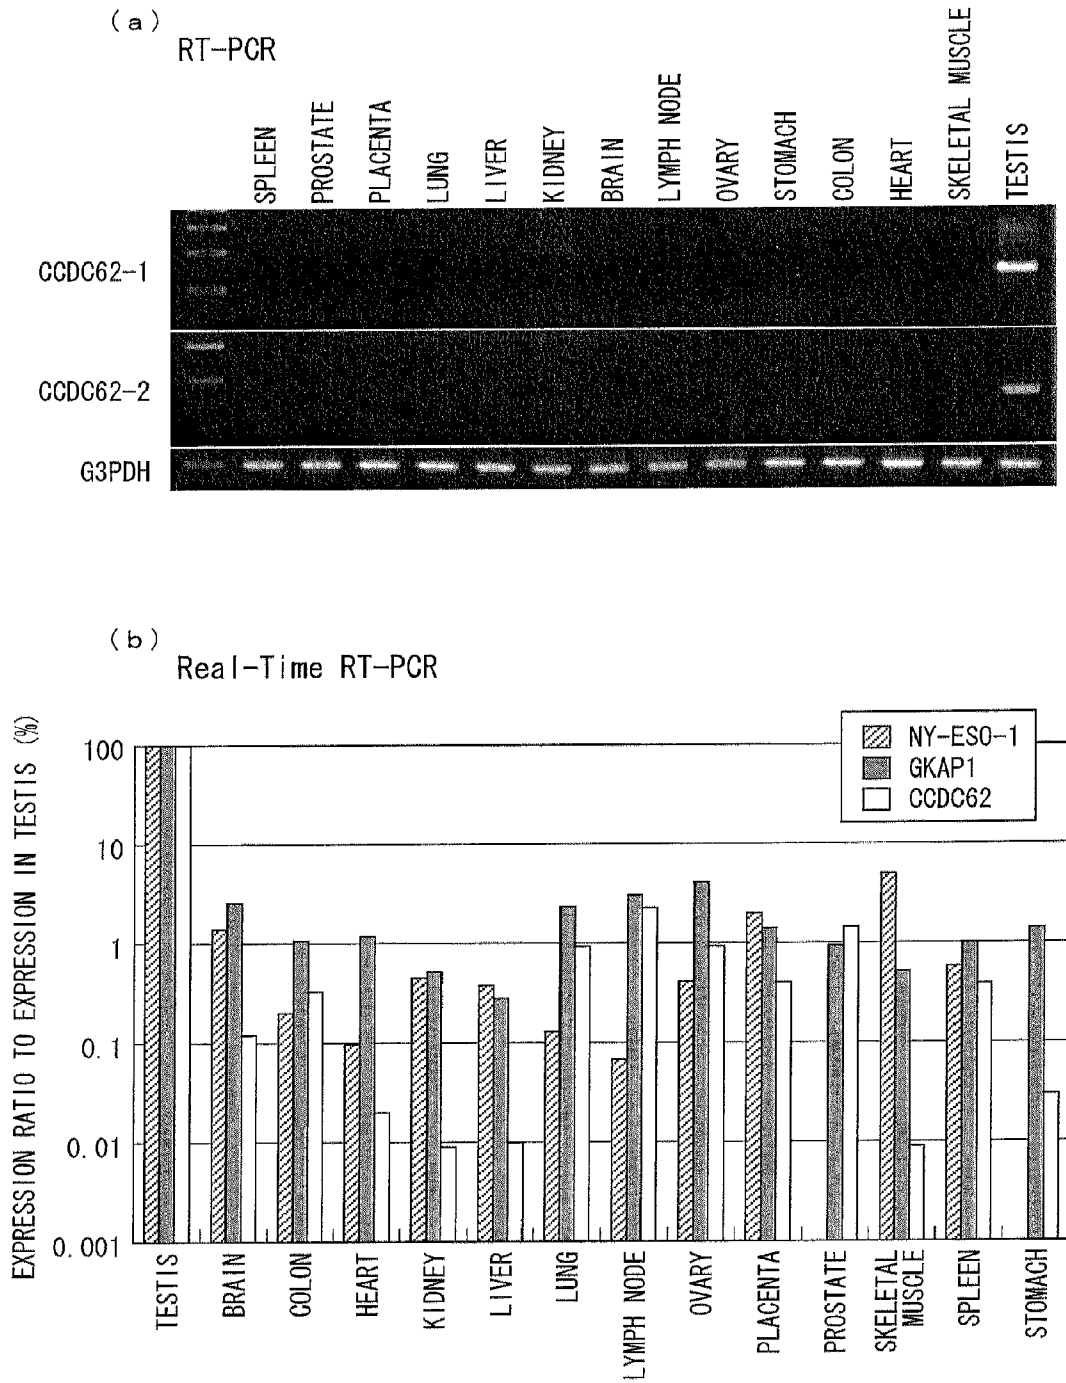 (a)
RT-PCR
SPLEEN
PROSTATE
PLACENTA
LUNG
LIVER
KIDNEY
BRAIN
LYMPH NODE
OVARY
STOMACH
COLON
HEART
SKELETAL MUSCLE
TESTIS
CCDC62-1
CCDC62-2
G3PDH
(b)
Real-Time RT-PCR
EXPRESSION RATIO TO EXPRESSION IN TESTIS (%)
NY-ESO-1
GKAP1
CCDC62
100
10
1
0.1
0.01
0.001
TESTIS
BRAIN
COLON
HEART
KIDNEY
LIVER
LUNG
LYMPH NODE
OVARY
PLACENTA
PROSTATE
SKELETAL
MUSCLE
SPLEEN
STOMACH